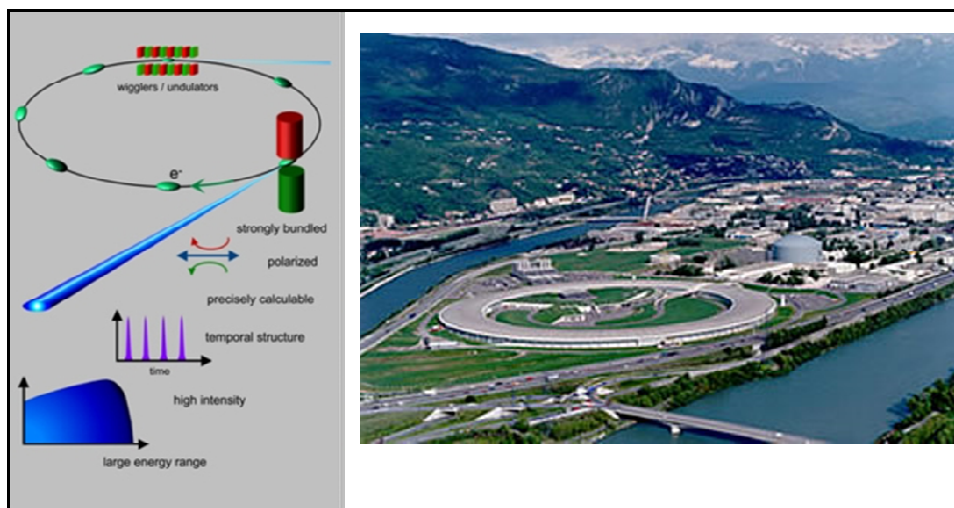 wigglers / undulators
e-
strongly bundled
polarized
precisely calculable
temporal structure
time
high intensity
large energy range